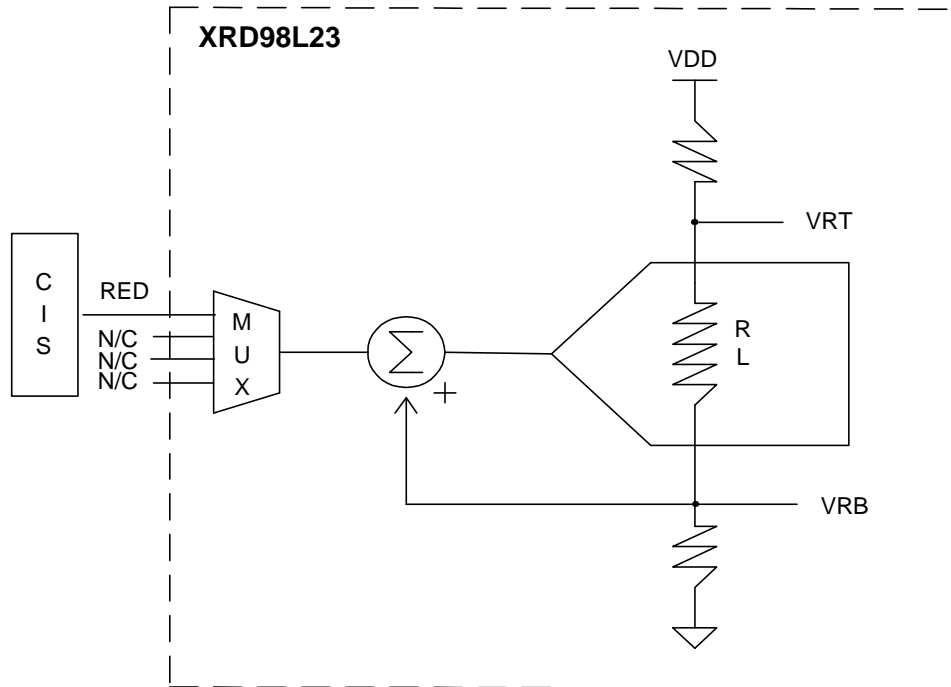 XRD98L23
VDD
VRT
C
I
S
RED
N/C
N/C
N/C
M
U
X
Σ
+
R
L
VRB